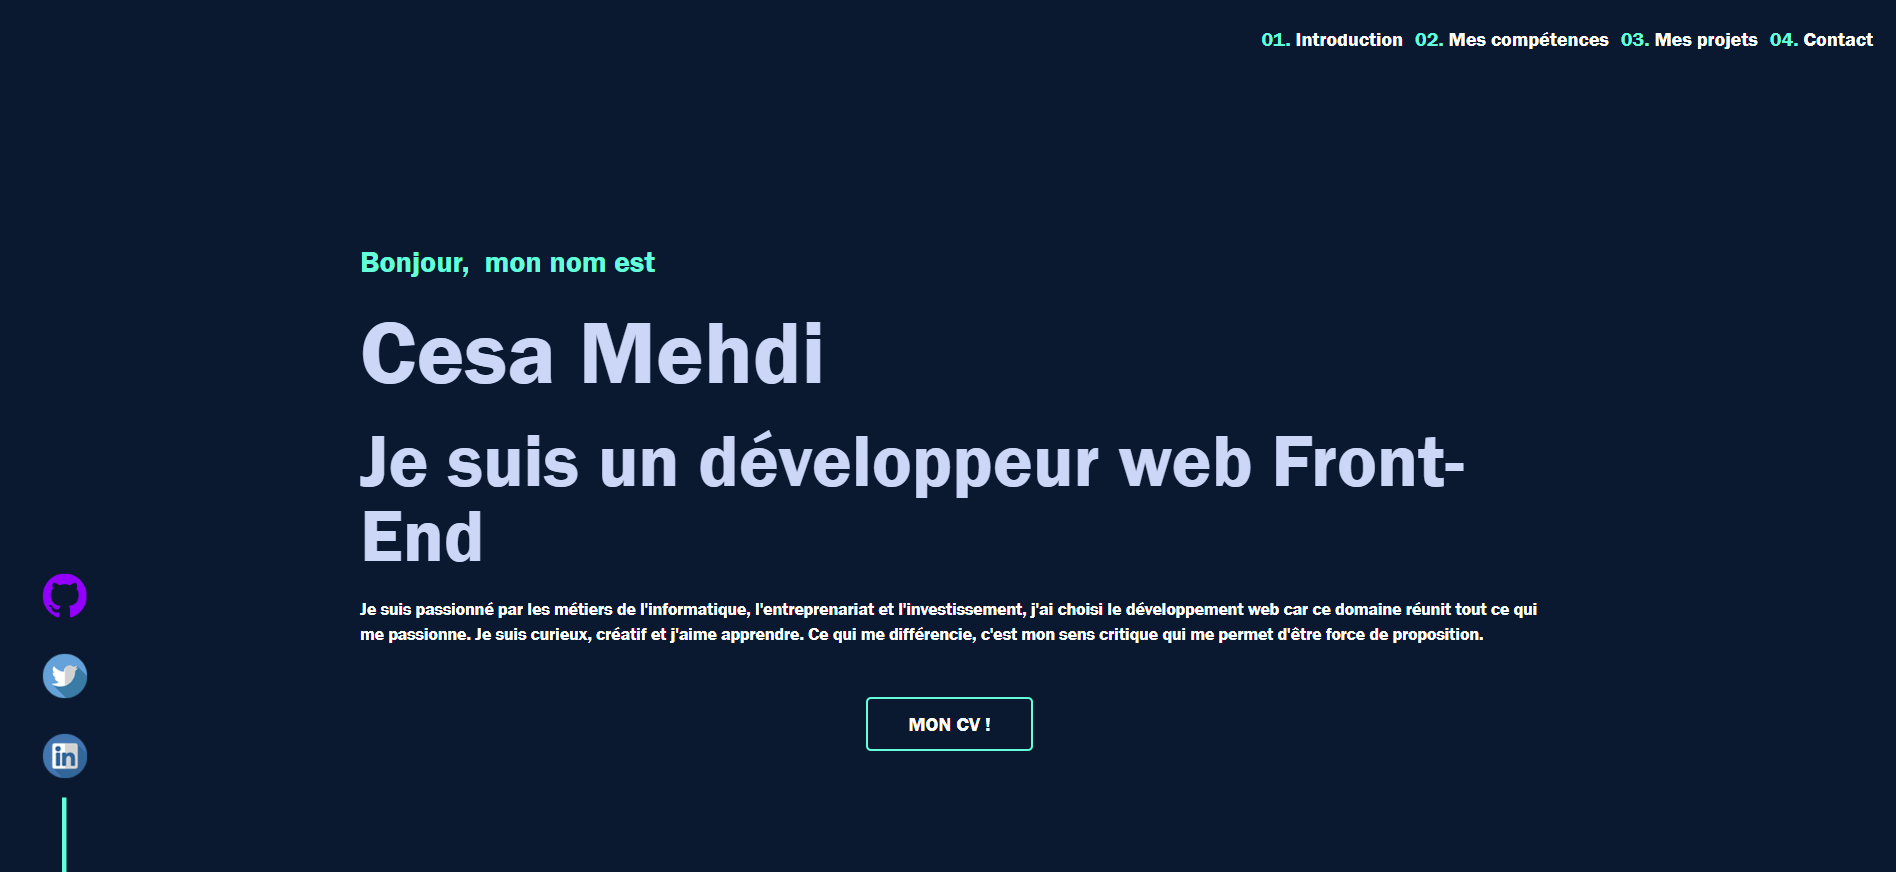 01. Introduction 02. Mes compétences 03. Mes projets 04. Contact
Bonjour, mon nom est
Cesa Mehdi
Je suis un développeur web Front-
End
Je suis passionné par les métiers de l'informatique, l'entreprenariat et l'investissement, j'ai choisi le développement web car ce domaine réunit tout ce qui
me passionne. Je suis curieux, créatif et j'aime apprendre. Ce qui me différencie, c'est mon sens critique qui me permet d'être force de proposition.
in
MON CV !